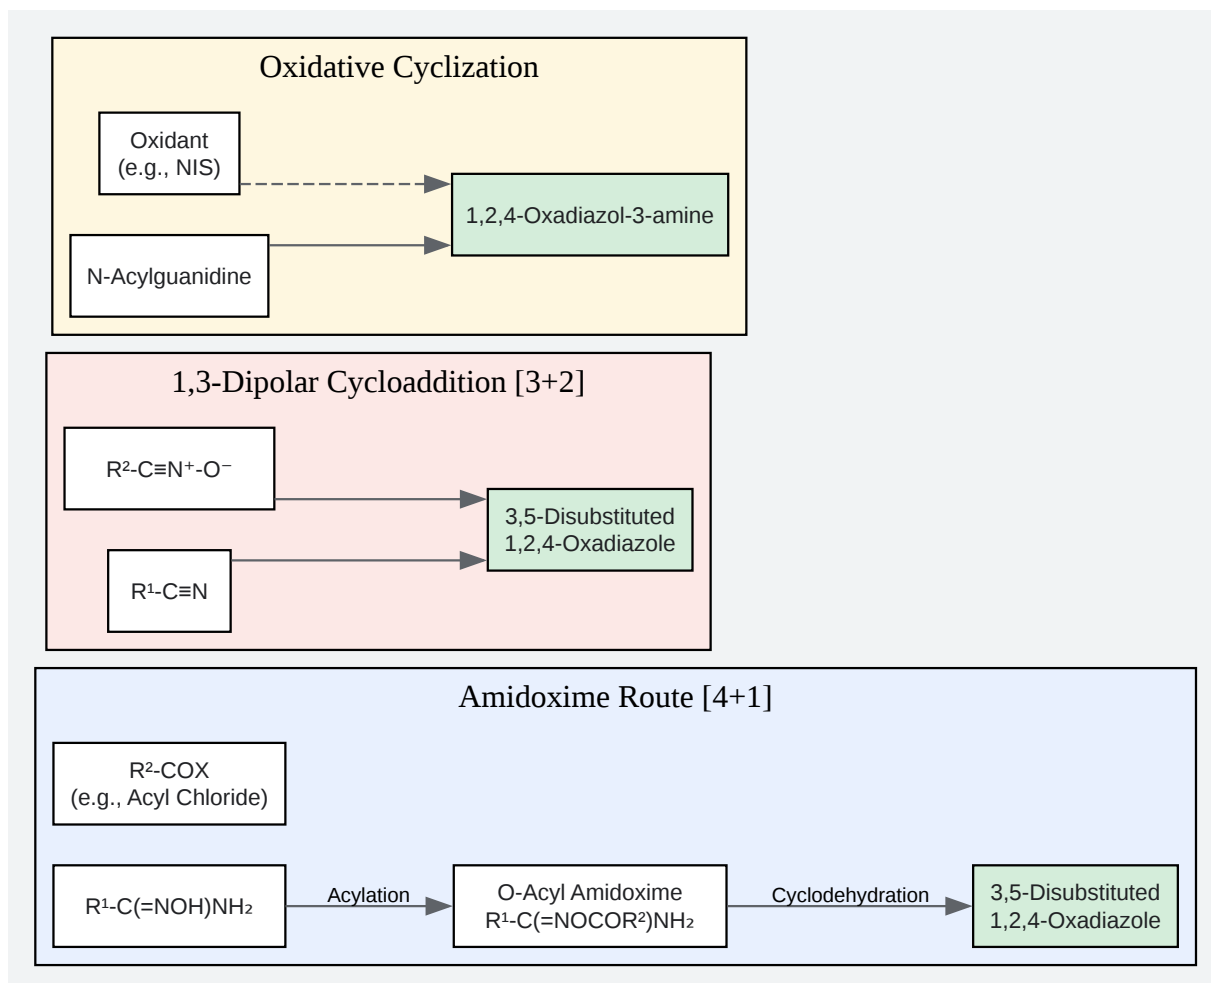 Oxidative Cyclization
Oxidant
(e.g., NIS)
1,2,4-Oxadiazol-3-amine
N-Acylguanidine
1,3-Dipolar Cycloaddition [3+2]
R²-C≡N⁺-O⁻
3,5-Disubstituted
1,2,4-Oxadiazole
R¹-C≡N
Amidoxime Route [4+1]
R²-COX
(e.g., Acyl Chloride)
R¹-C(=NOH)NH₂
Acylation
O-Acyl Amidoxime
R¹-C(=NOCOR²)NH₂
Cyclodehydration
3,5-Disubstituted
1,2,4-Oxadiazole